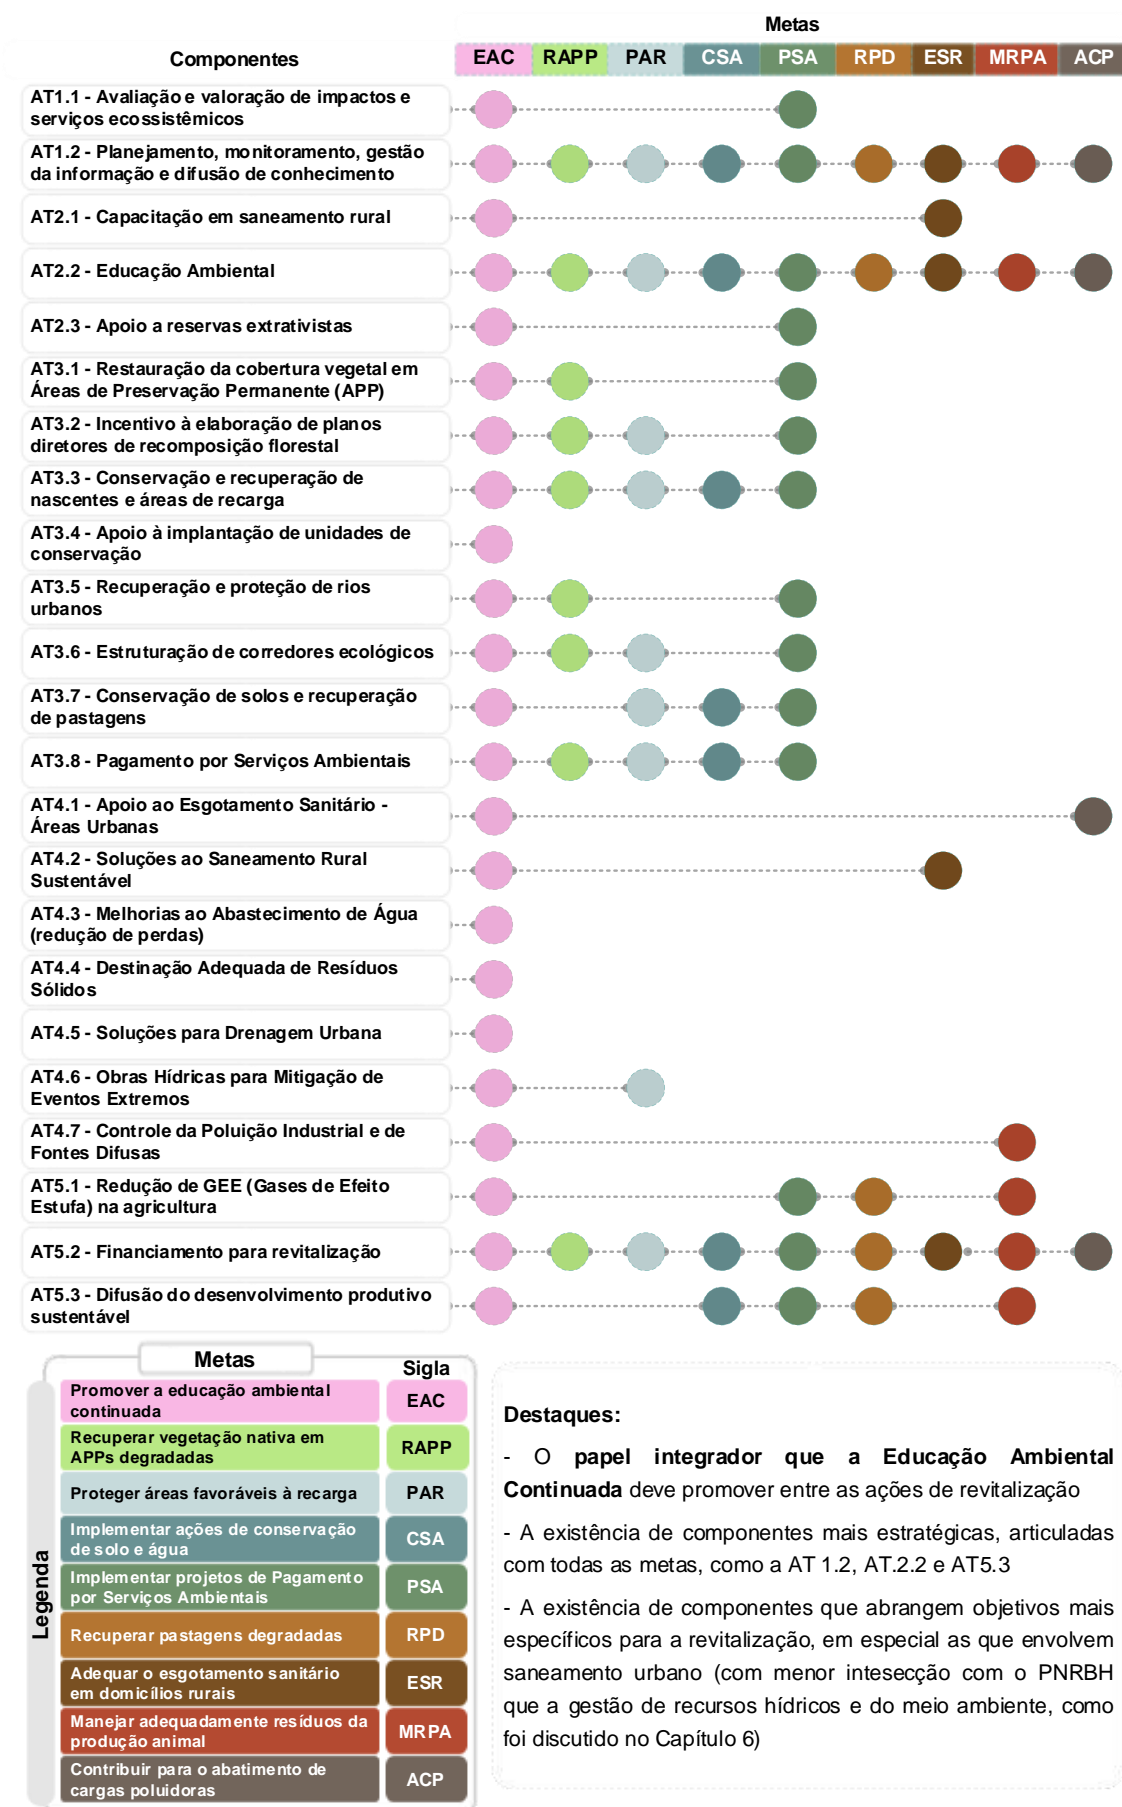 Metas
Componentes
EAC RAPP PAR CSA PSA RPD ESR MRPA ACP
AT1.1 - Avaliação e valoração de impactos e
serviços ecossistêmicos
AT1.2 - Planejamento, monitoramento, gestão
da informação e difusão de conhecimento
AT2.1 - Capacitação em saneamento rural
AT2.2 - Educação Ambiental
AT2.3 - Apoio a reservas extrativistas
AT3.1 - Restauração da cobertura vegetal em
Áreas de Preservação Permanente (APP)
AT3.2 - Incentivo à elaboração de planos
diretores de recomposição florestal
AT3.3 - Conservação e recuperação de
nascentes e áreas de recarga
AT3.4 - Apoio à implantação de unidades de
conservação
AT3.5 - Recuperação e proteção de rios
urbanos
AT3.6 - Estruturação de corredores ecológicos
AT3.7 - Conservação de solos e recuperação
de pastagens
AT3.8 - Pagamento por Serviços Ambientais
AT4.1 - Apoio ao Esgotamento Sanitário -
Áreas Urbanas
AT4.2 - Soluções ao Saneamento Rural
Sustentável
AT4.3 - Melhorias ao Abastecimento de Água
(redução de perdas)
AT4.4 - Destinação Adequada de Resíduos
Sólidos
AT4.5 - Soluções para Drenagem Urbana
AT4.6 - Obras Hídricas para Mitigação de
Eventos Extremos
AT4.7 - Controle da Poluição Industrial e de
Fontes Difusas
AT5.1 - Redução de GEE (Gases de Efeito
Estufa) na agricultura
AT5.2 - Financiamento para revitalização
AT5.3 - Difusão do desenvolvimento produtivo
sustentável
Legenda
Metas
Sigla
Promover a educação ambiental
continuada
EAC
Recuperar vegetação nativa em
APPs degradadas
RAPP
Proteger áreas favoráveis à recarga
PAR
Implementar ações de conservação
de solo e água
CSA
Implementar projetos de Pagamento
por Serviços Ambientais
PSA
Recuperar pastagens degradadas
RPD
Adequar o esgotamento sanitário
em domicílios rurais
ESR
Manejar adequadamente resíduos da
produção animal
MRPA
Contribuir para o abatimento de
cargas poluidoras
ACP
Destaques:
- O papel integrador que a Educação Ambiental
Continuada deve promover entre as ações de revitalização
- A existência de componentes mais estratégicas, articuladas
com todas as metas, como a AT 1.2, AT.2.2 e AT5.3
- A existência de componentes que abrangem objetivos mais
específicos para a revitalização, em especial as que envolvem
saneamento urbano (com menor intesecção com o PNRBH
que a gestão de recursos hídricos e do meio ambiente, como
foi discutido no Capítulo 6)